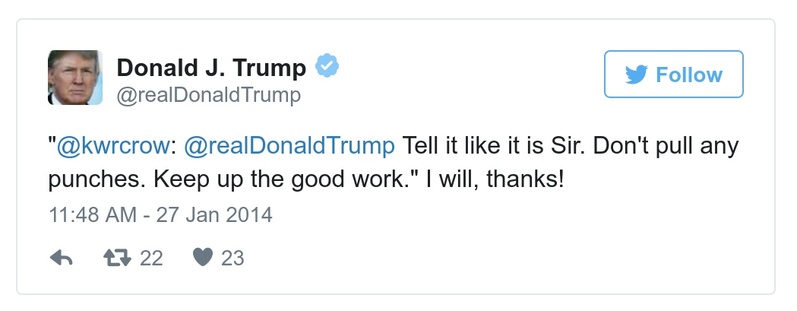 Donald J. Trump
@realDonaldTrump
Follow
"@kwrcrow: @realDonaldTrump Tell it like it is Sir. Don't pull any
punches. Keep up the good work." I will, thanks!
11:48 AM - 27 Jan 2014
22 23